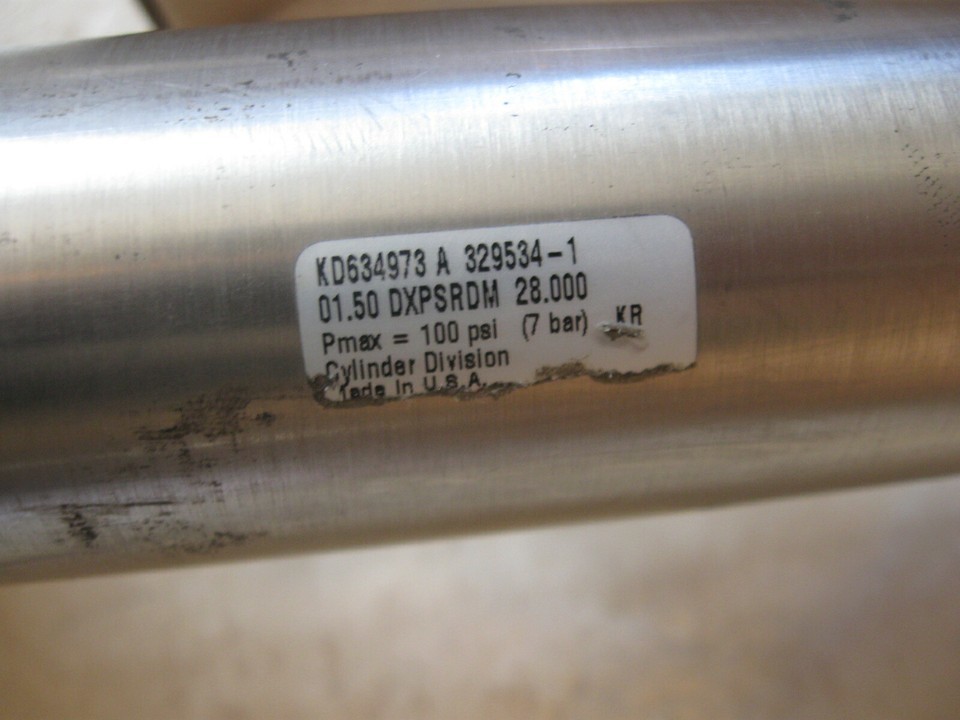 KD634973 A 329534-1
01.50 DXPSRDM 28.000
Pmax = 100 psi (7 bar) KR
Cylinder Division
Made In U.S.A.